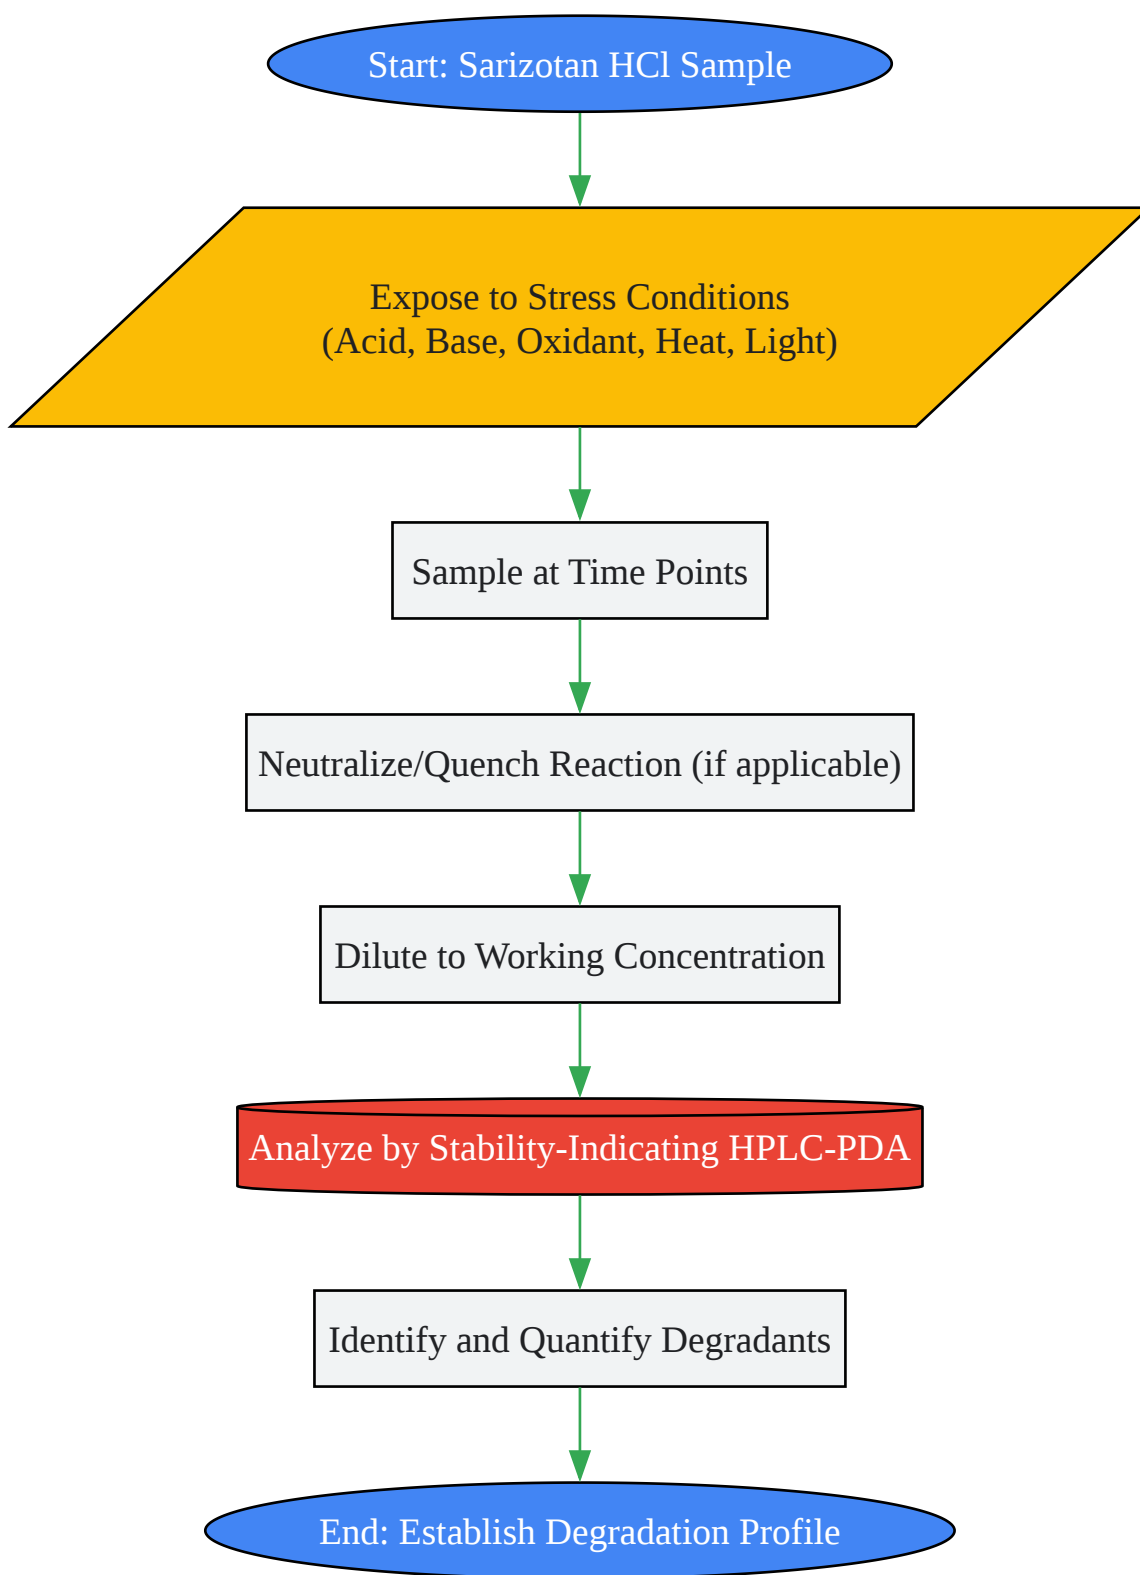 Start: Sarizotan HCl Sample
Expose to Stress Conditions
(Acid, Base, Oxidant, Heat, Light)
Sample at Time Points
Neutralize/Quench Reaction (if applicable)
Dilute to Working Concentration
Analyze by Stability-Indicating HPLC-PDA
Identify and Quantify Degradants
End: Establish Degradation Profile